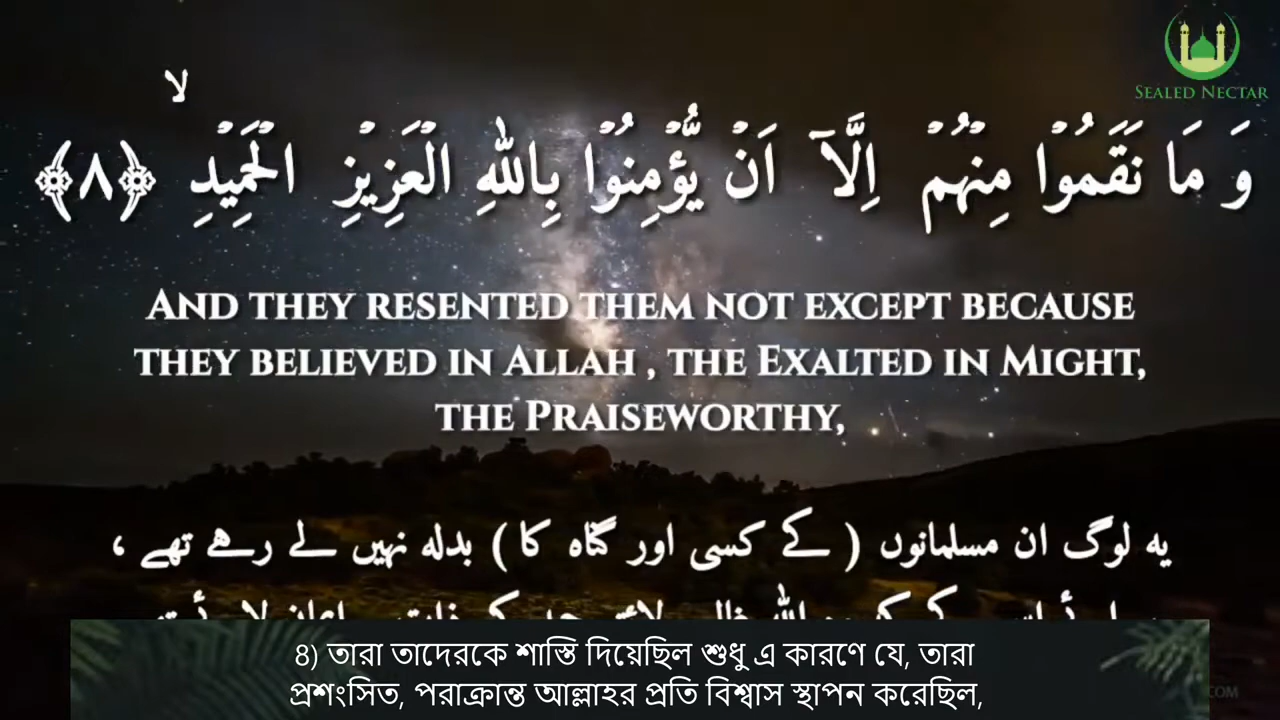 SEALED NECTAR
لا
وَ مَا نَقَمُوۡا مِنۡهُمۡ اِلَّاۤ اَنۡ يُّؤۡمِنُوۡا بِاللّٰهِ الۡعَزِيۡزِ الۡحَمِيۡدِ ﴿٨﴾
AND THEY RESENTED THEM NOT EXCEPT BECAUSE
THEY BELIEVED IN ALLAH , THE EXALTED IN MIGHT,
THE PRAISEWORTHY,
یہ لوگ ان مسلمانوں ( کے کسی اور گناہ کا ) بدلہ نہیں لے رہے تھے ،
৪) তারা তাদেরকে শাস্তি দিয়েছিল শুধু এ কারণে যে, তারা
প্রশংসিত, পরাক্রান্ত আল্লাহর প্রতি বিশ্বাস স্থাপন করেছিল,
.COM